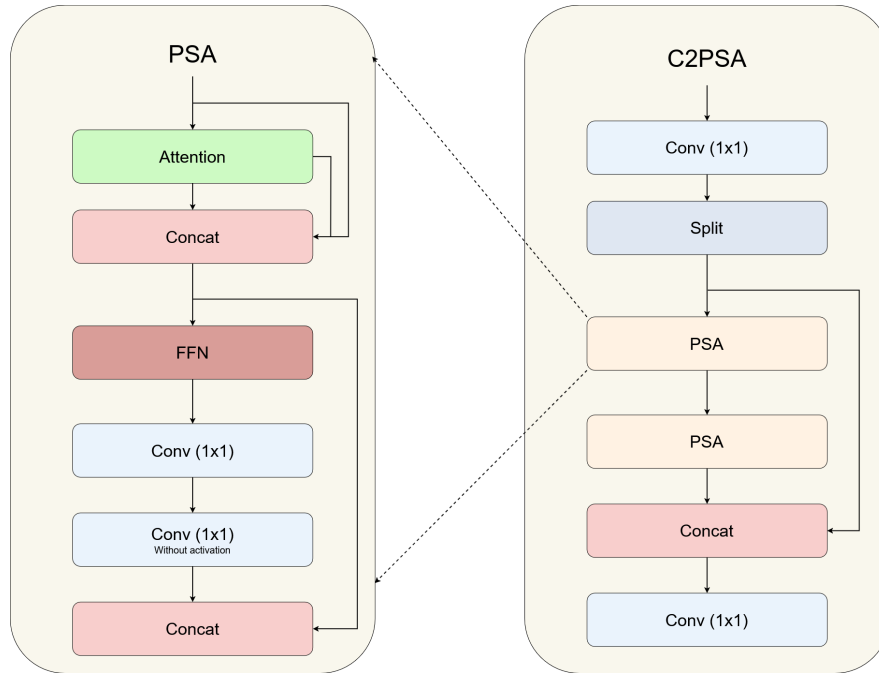 PSA
Attention
Concat
FFN
Conv (1x1)
Conv (1x1)
Without activation
Concat
C2PSA
Conv (1x1)
Split
PSA
PSA
Concat
Conv (1x1)